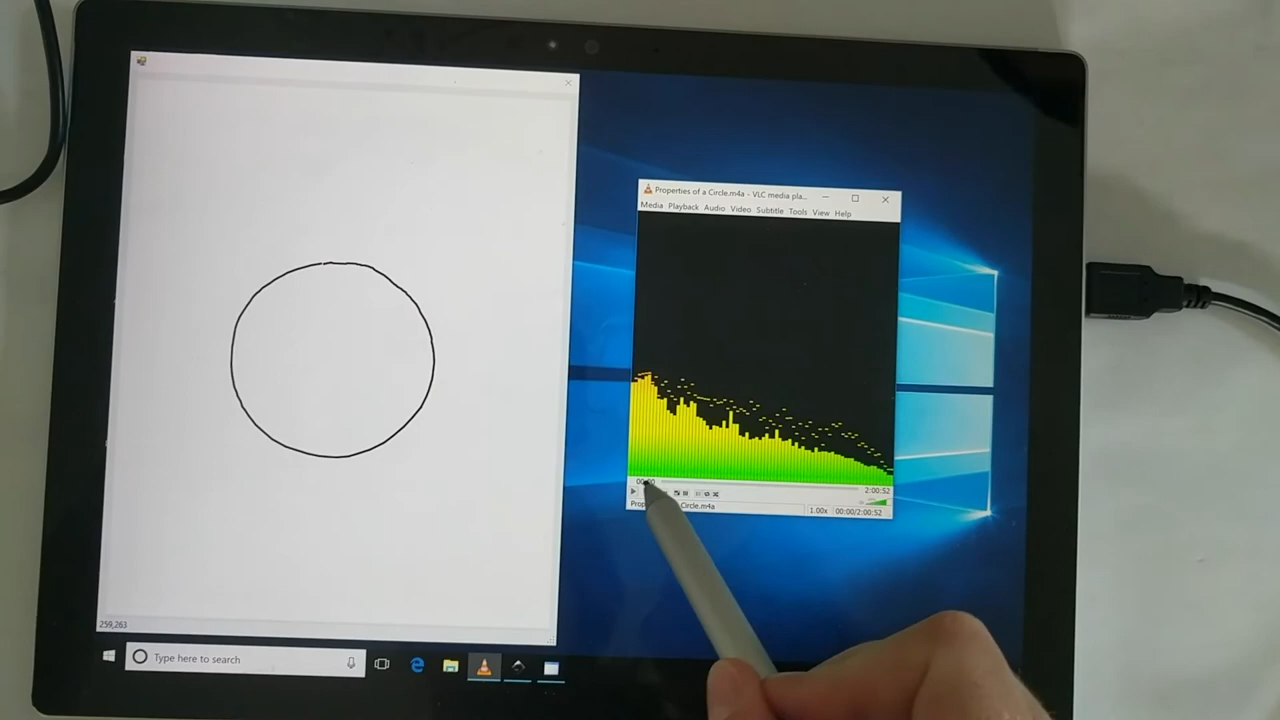 Properties of a Circle.m4a - VLC media pla...
Media Playback Audio Video Subtitle Tools View Help
2:00:52
Circle.m4a
1.00x 00:00/2:00:52
259,263
Type here to search